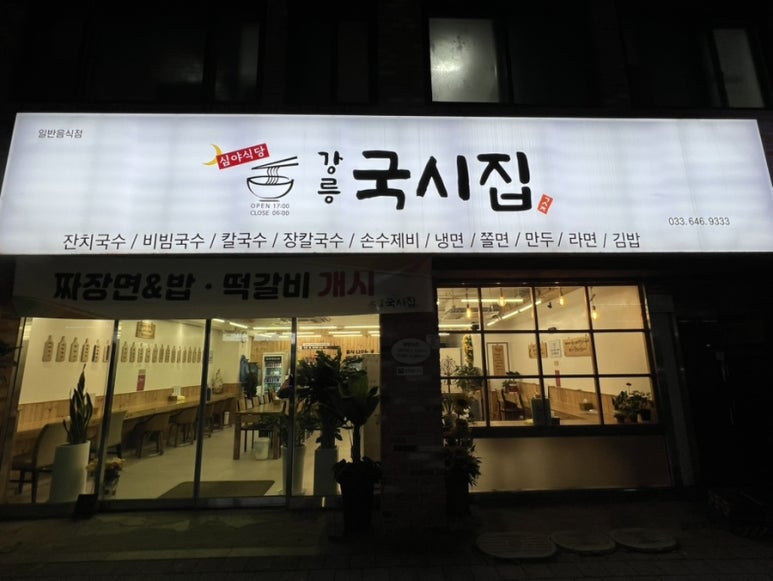 일반음식점
심야식당
OPEN 17:00
CLOSE 06:00
강릉
국시집
033.646.9333
잔치국수 / 비빔국수 / 칼국수 / 장칼국수 / 손수제비 / 냉면 / 쫄면 / 만두 / 라면 / 김밥
짜장면&밥 · 떡갈비 개시
국시집